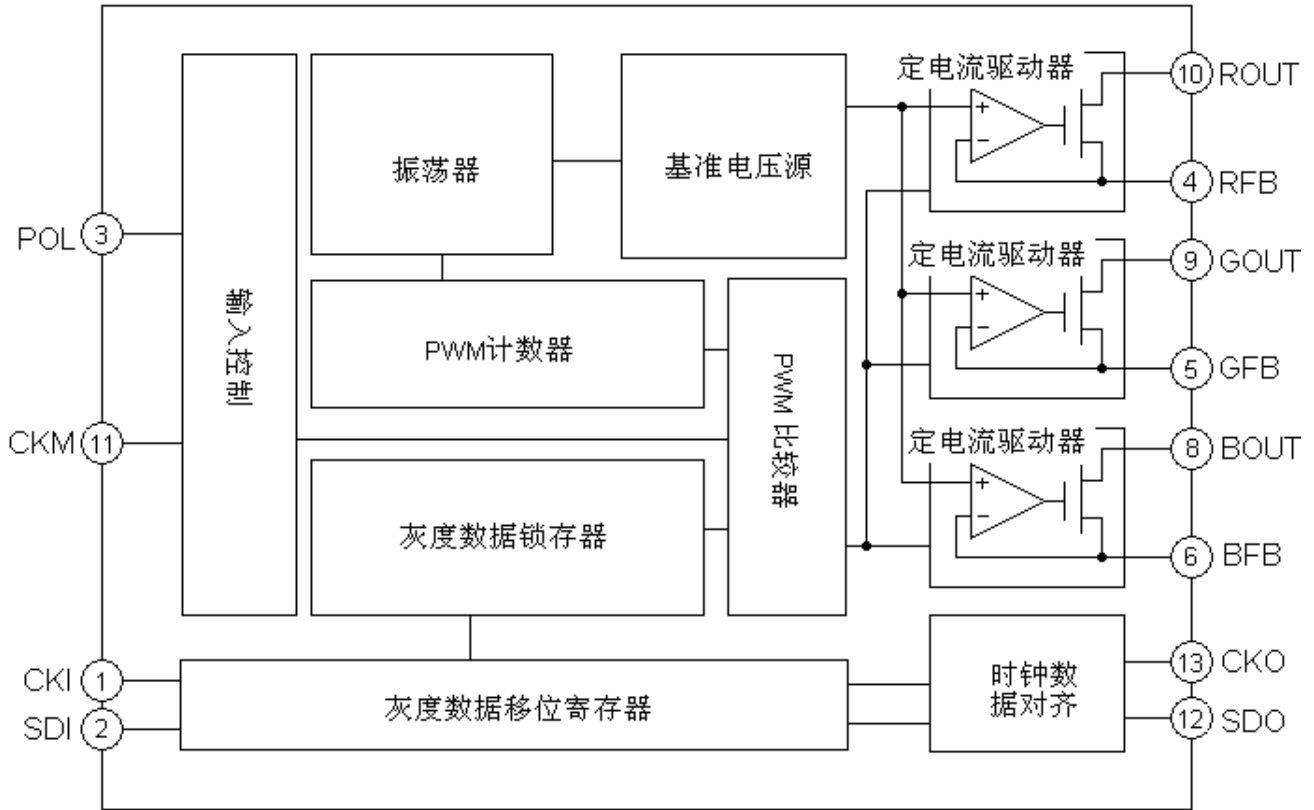 定电流驱动器
10 ROUT
振荡器
基准电压源
+
−
4 RFB
POL 3
定电流驱动器
9 GOUT
输入控制
PWM计数器
PWM 比较器
+
−
5 GFB
CKM 11
定电流驱动器
8 BOUT
灰度数据锁存器
+
−
6 BFB
CKI 1
灰度数据移位寄存器
时钟数
据对齐
13 CKO
SDI 2
12 SDO